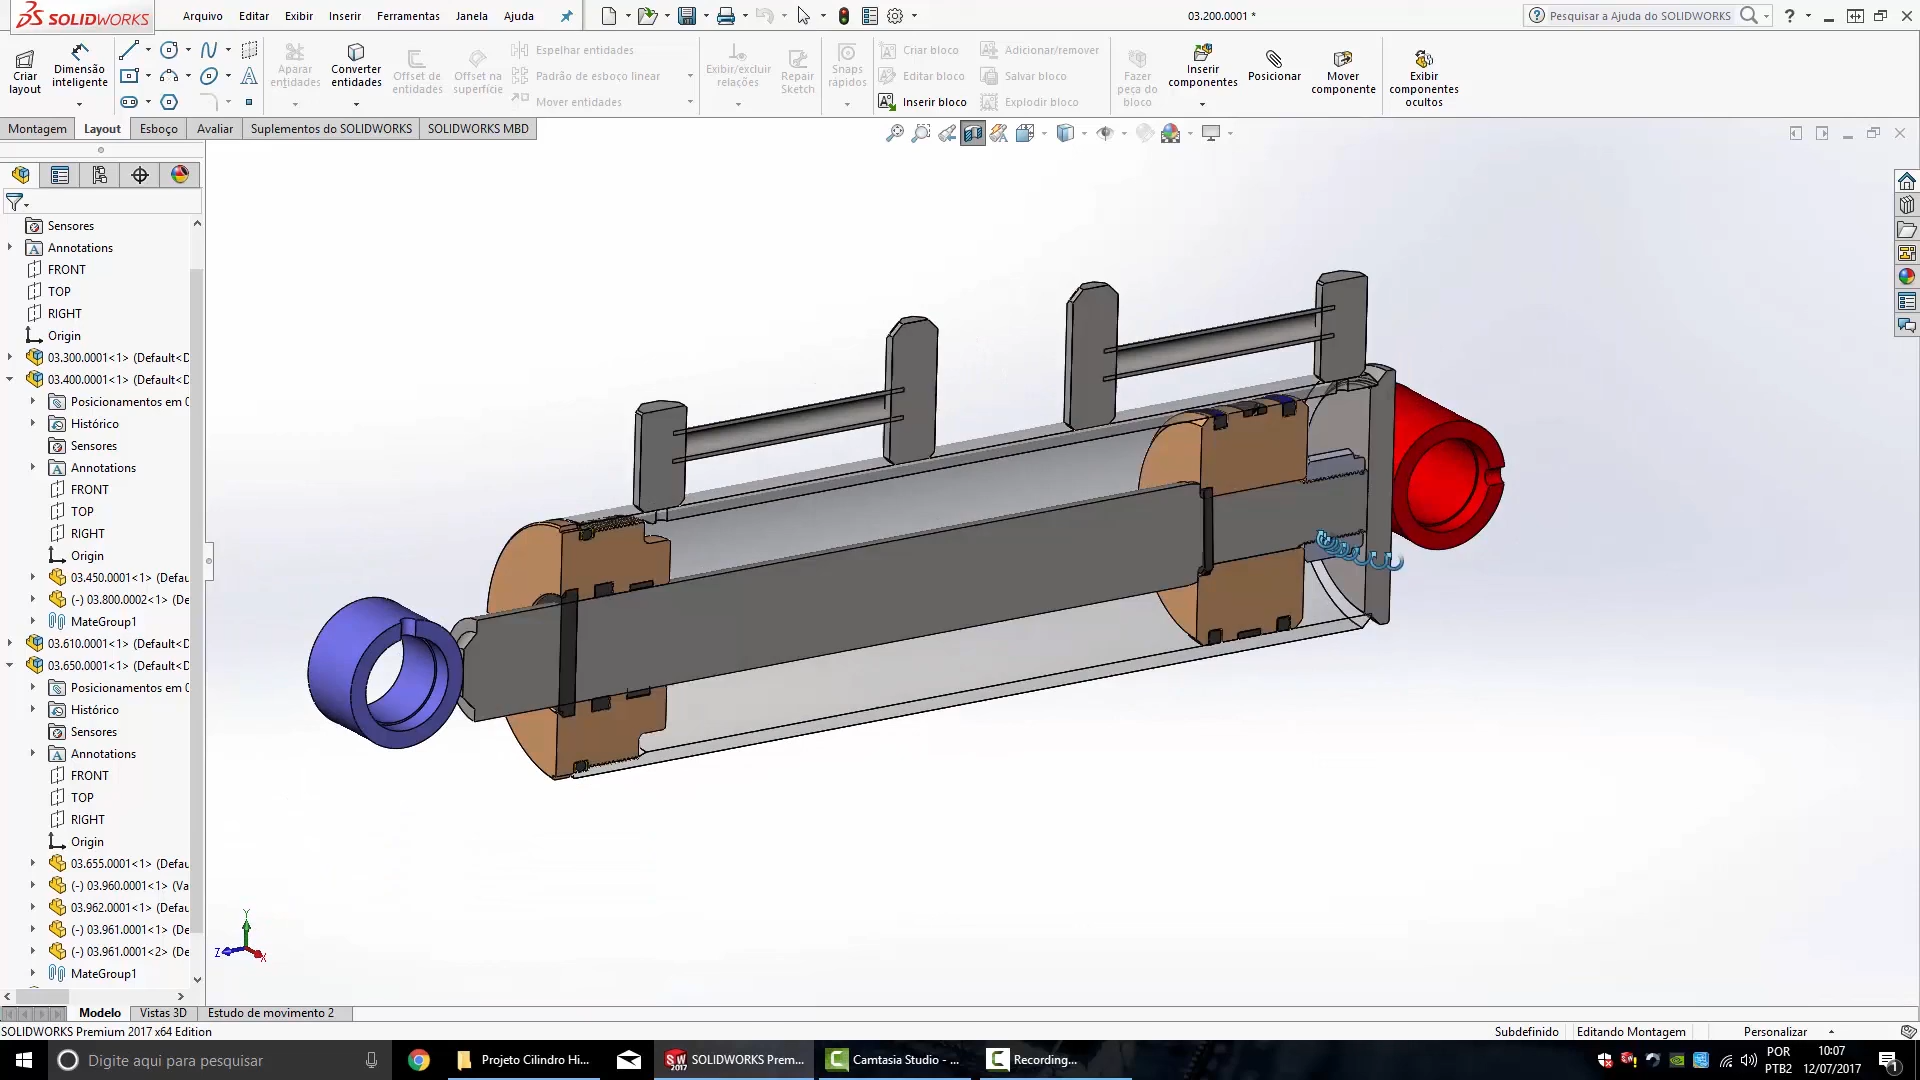 SOLIDWORKS
Arquivo Editar Exibir Inserir Ferramentas Janela Ajuda
03.200.0001 *
Pesquisar a Ajuda do SOLIDWORKS
Criar layout
Dimensão inteligente
Aparar entidades
Converter entidades
Offset de entidades
Offset na superfície
Espelhar entidades
Padrão de esboço linear
Mover entidades
Exibir/excluir relações
Repair Sketch
Snaps rápidos
Criar bloco
Editar bloco
Inserir bloco
Adicionar/remover
Salvar bloco
Explodir bloco
Fazer peça do bloco
Inserir componentes
Posicionar
Mover componente
Exibir componentes ocultos
Montagem Layout Esboço Avaliar Suplementos do SOLIDWORKS SOLIDWORKS MBD
Sensores
Annotations
FRONT
TOP
RIGHT
Origin
03.300.0001<1> (Default<D
03.400.0001<1> (Default<D
Posicionamentos em 0
Histórico
Sensores
Annotations
FRONT
TOP
RIGHT
Origin
03.450.0001<1> (Defau
(-) 03.800.0002<1> (De
MateGroup1
03.610.0001<1> (Default<D
03.650.0001<1> (Default<D
Posicionamentos em 0
Histórico
Sensores
Annotations
FRONT
TOP
RIGHT
Origin
03.655.0001<1> (Defau
(-) 03.960.0001<1> (Va
03.962.0001<1> (Defau
(-) 03.961.0001<1> (De
(-) 03.961.0001<2> (De
MateGroup1
Y
Z
X
Modelo Vistas 3D Estudo de movimento 2
SOLIDWORKS Premium 2017 x64 Edition
Subdefinido Editando Montagem Personalizar
Digite aqui para pesquisar
Projeto Cilindro Hi...
SOLIDWORKS Prem...
Camtasia Studio - ...
Recording...
POR
PTB2
10:07
12/07/2017